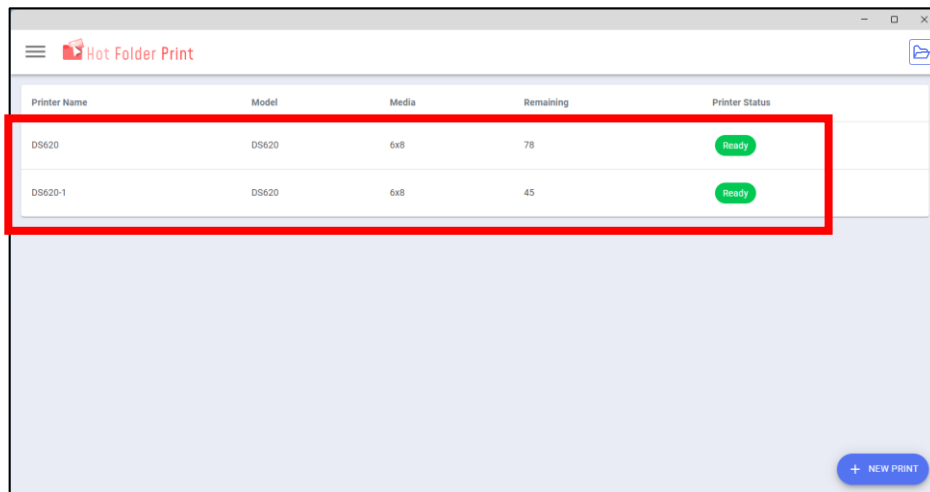 Hot Folder Print
Printer Name Model Media Remaining Printer Status
DS620 DS620 6x8 78 Ready
DS620-1 DS620 6x8 45 Ready
+ NEW PRINT